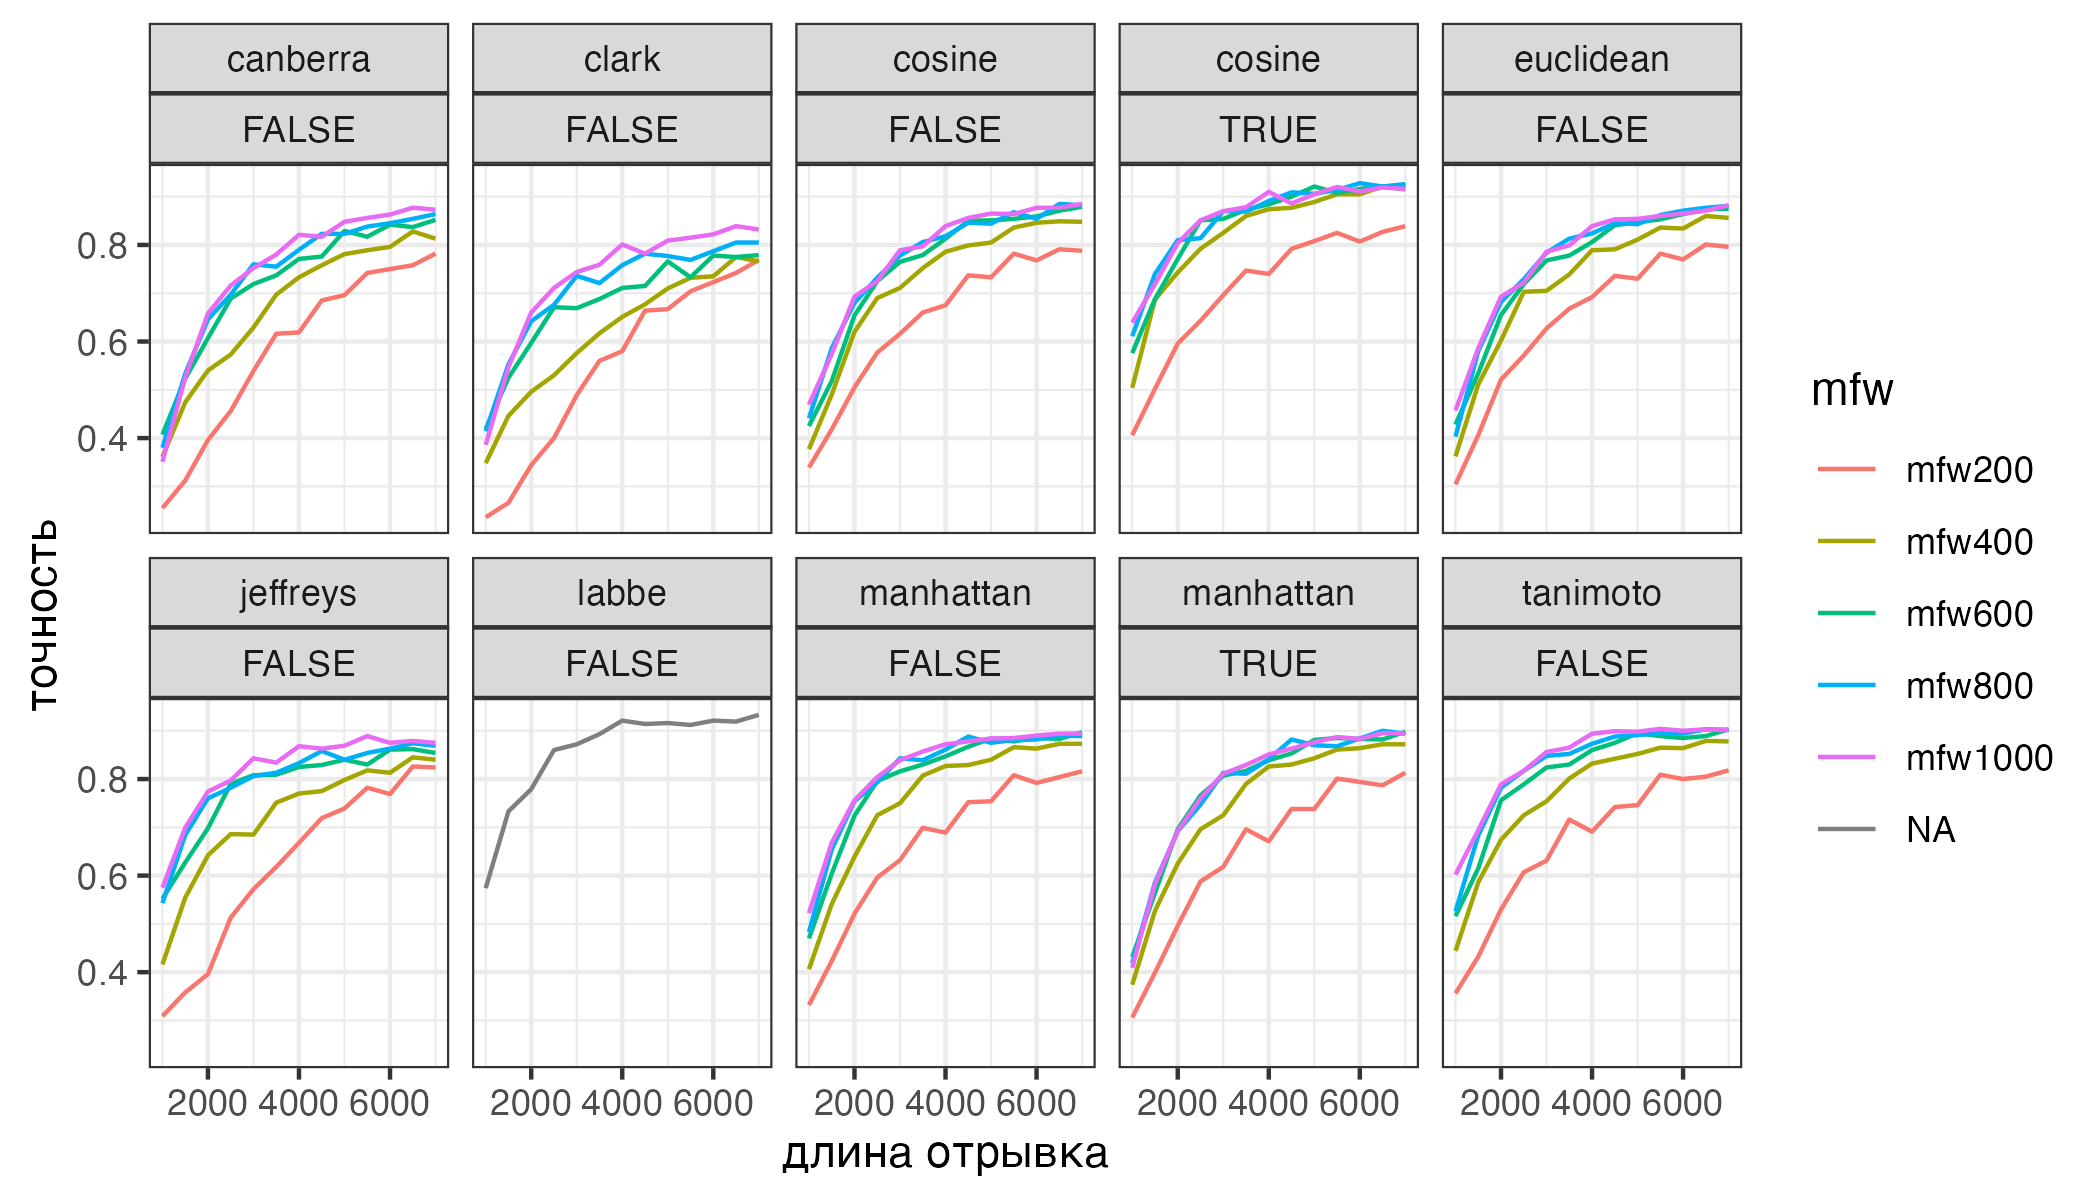 canberra
clark
cosine
cosine
euclidean
FALSE
FALSE
FALSE
TRUE
FALSE
0.8
0.6
0.4
jeffreys
labbe
manhattan
manhattan
tanimoto
FALSE
FALSE
FALSE
TRUE
FALSE
0.8
0.6
0.4
2000 4000 6000
2000 4000 6000
2000 4000 6000
2000 4000 6000
2000 4000 6000
длина отрывка
точность
mfw
mfw200
mfw400
mfw600
mfw800
mfw1000
NA